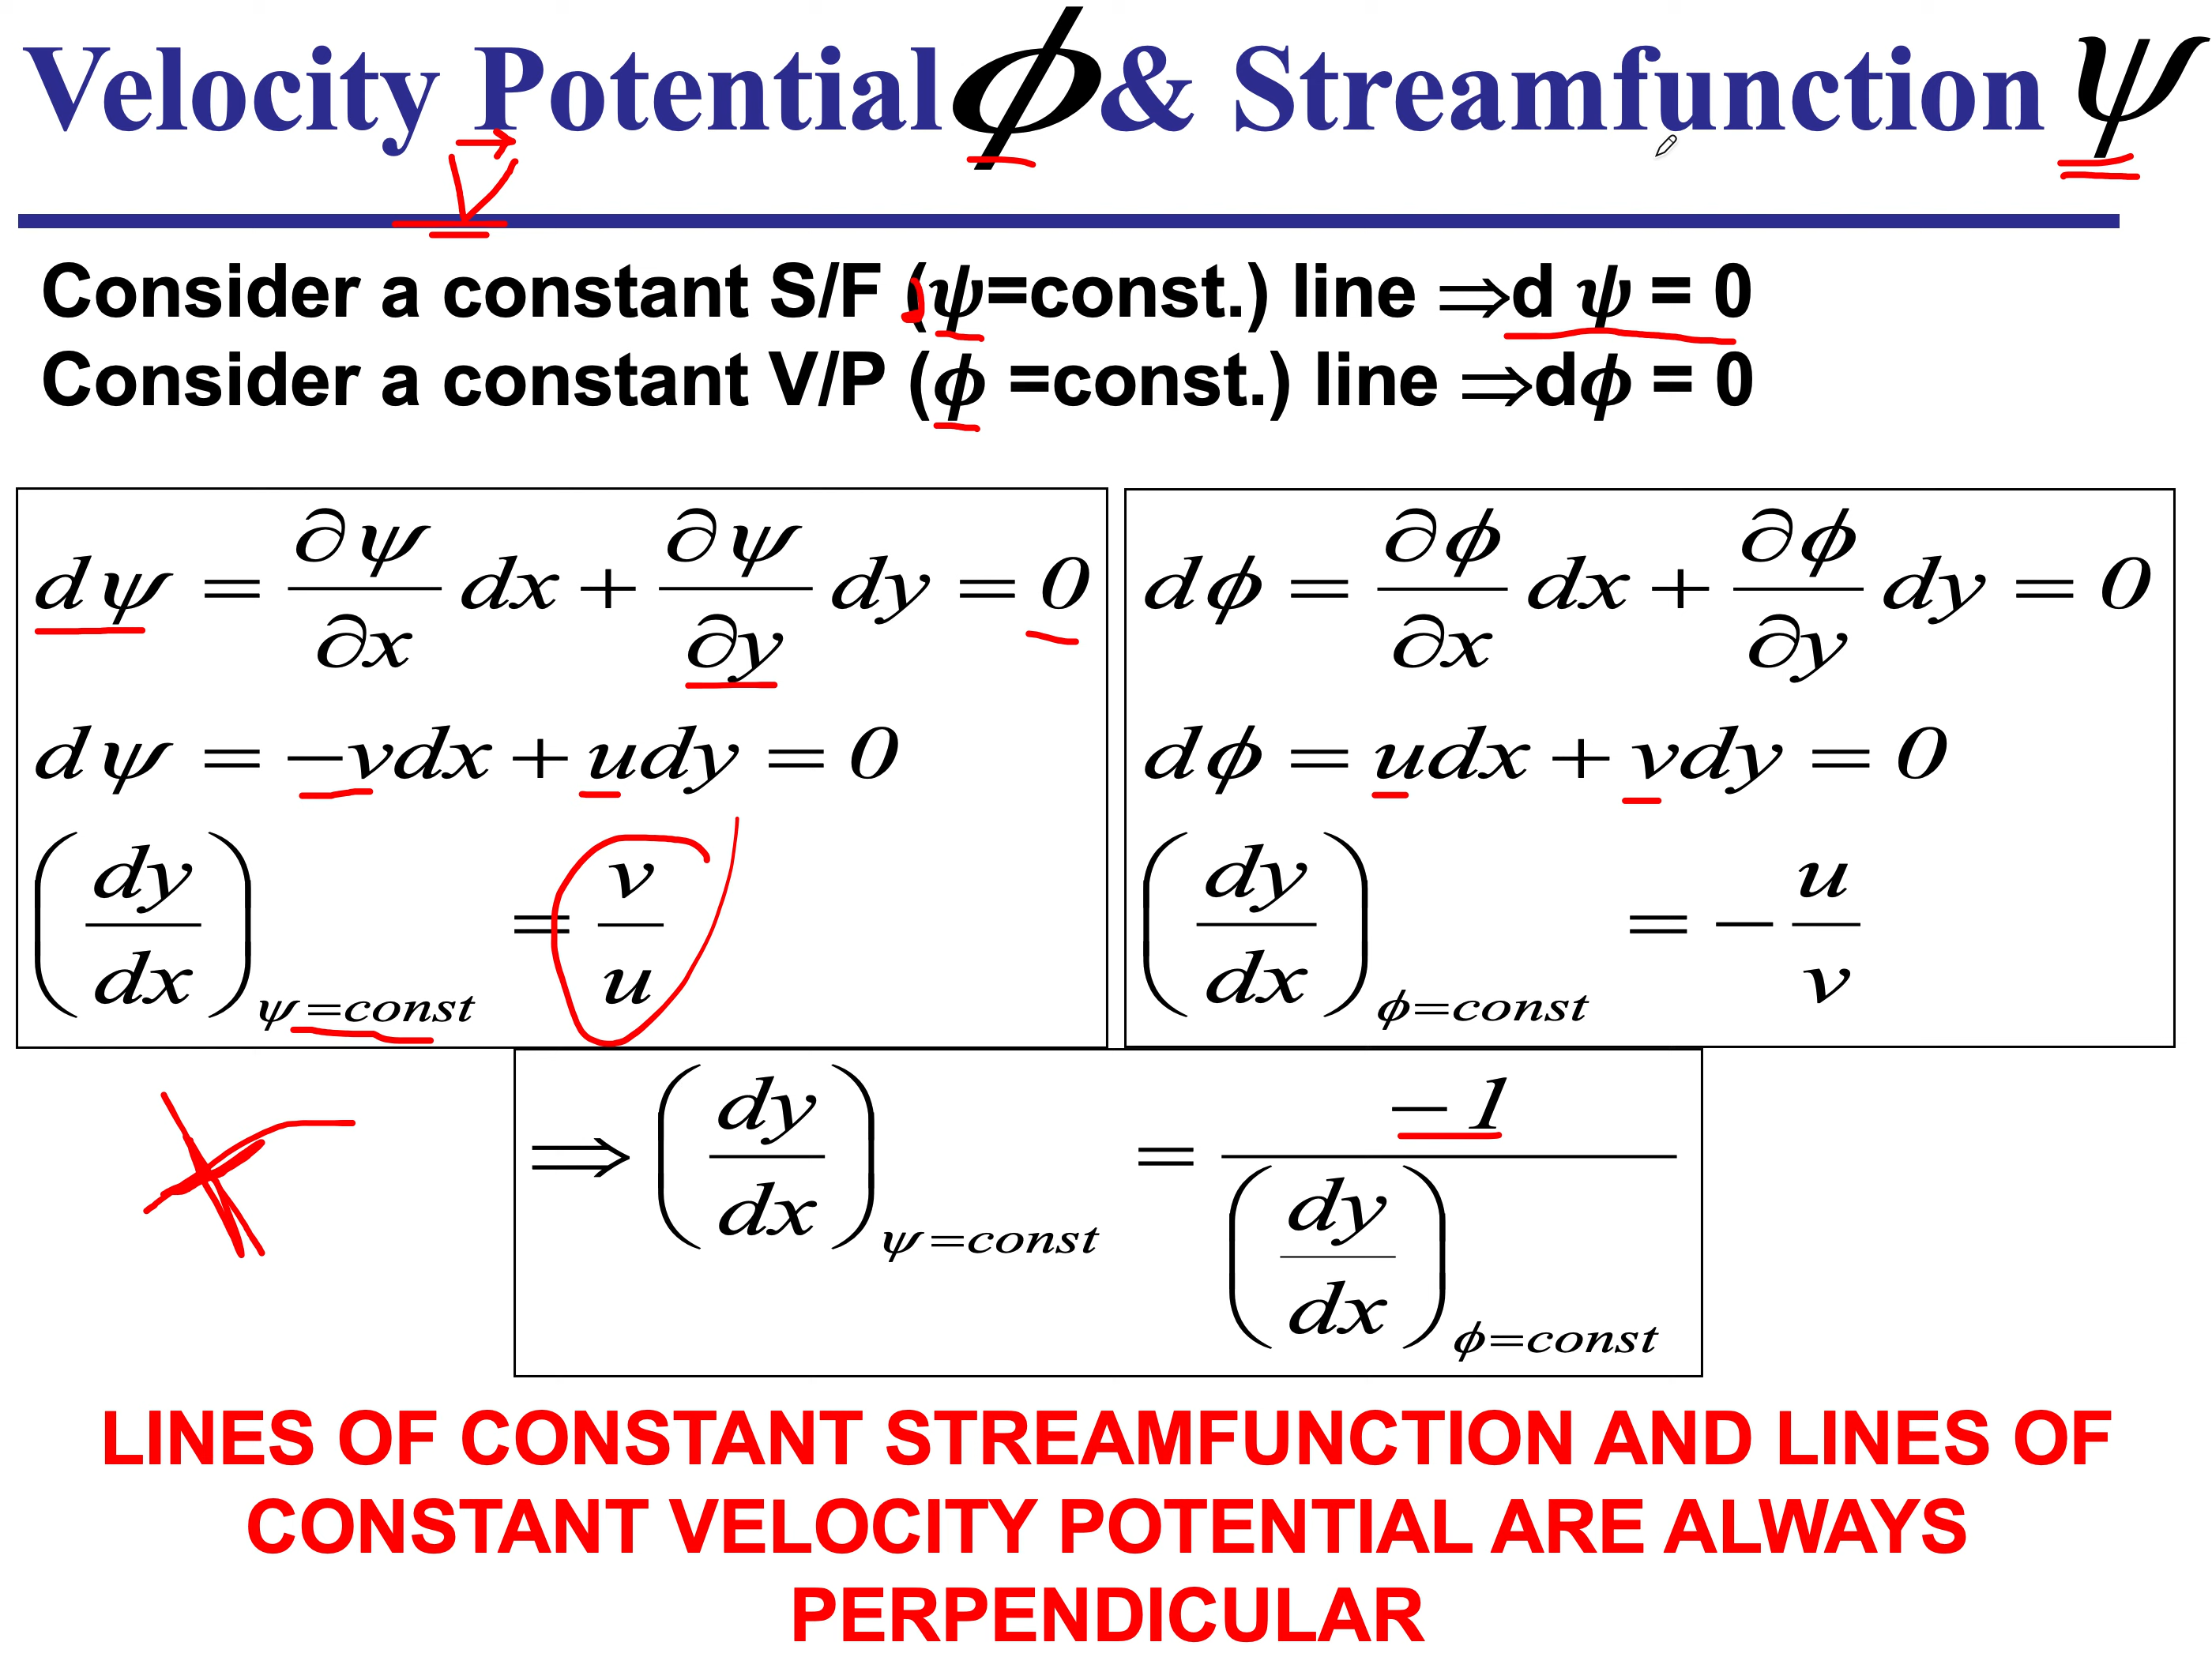 Velocity Potential ϕ & Streamfunction ψ
V
Consider a constant S/F (ψ=const.) line ⇒d ψ = 0
Consider a constant V/P (ϕ =const.) line ⇒dϕ = 0
dψ = ∂ψ/∂x dx + ∂ψ/∂y dy = 0
dψ = −vdx + udy = 0
(dy/dx)ψ=const = v/u
dϕ = ∂ϕ/∂x dx + ∂ϕ/∂y dy = 0
dϕ = udx + vdy = 0
(dy/dx)ϕ=const = − u/v
⇒ (dy/dx)ψ=const = −1/(dy/dx)ϕ=const
LINES OF CONSTANT STREAMFUNCTION AND LINES OF
CONSTANT VELOCITY POTENTIAL ARE ALWAYS
PERPENDICULAR